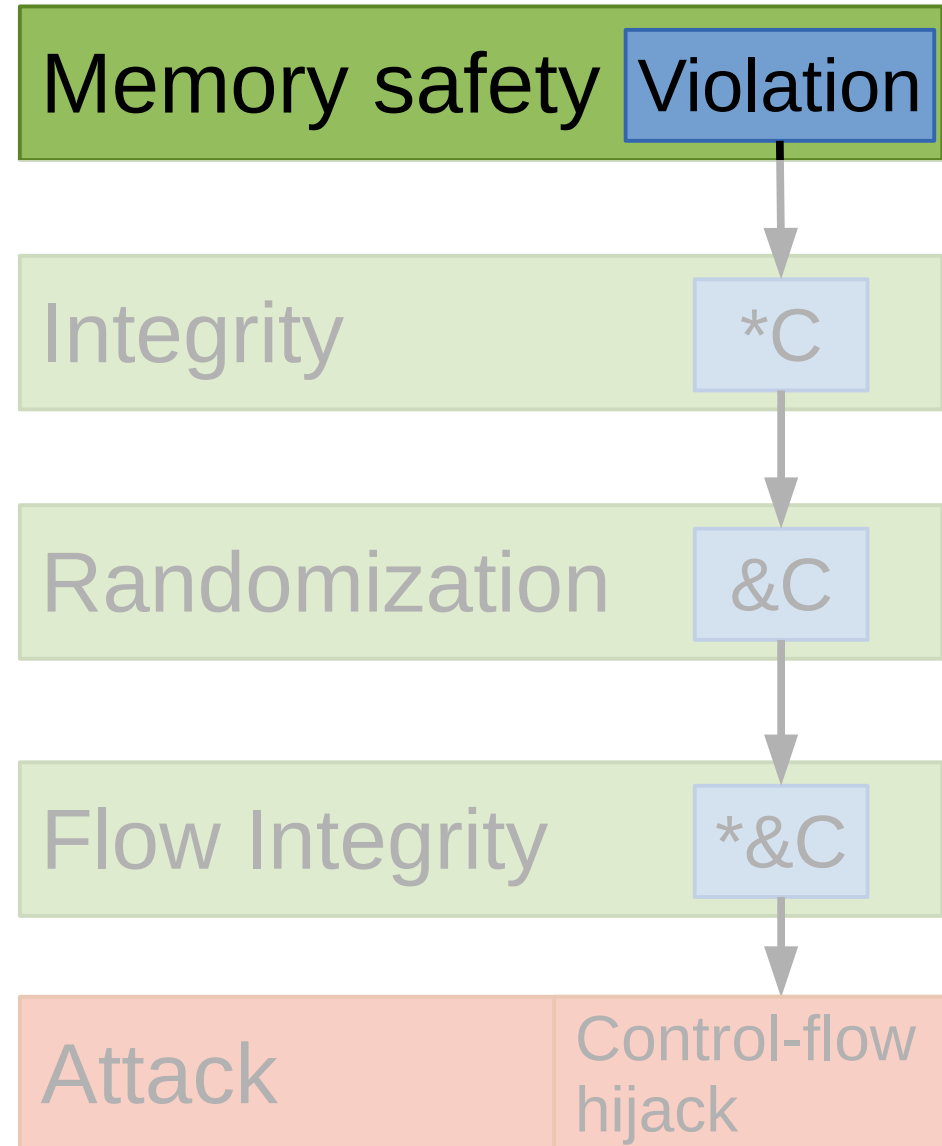 Memory safety Violation
Integrity *C
Randomization &C
Flow Integrity *&C
Attack Control-flow
hijack